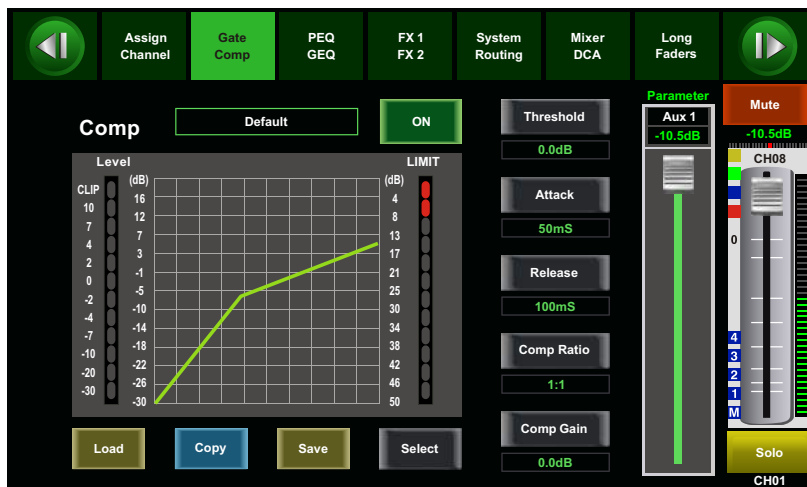 Assign Channel
Gate Comp
PEQ GEQ
FX 1 FX 2
System Routing
Mixer DCA
Long Faders
Comp
Default
ON
Level
LIMIT
(dB)
(dB)
CLIP
10
7
4
2
0
-2
-4
-7
-10
-20
-30
16
12
7
3
-1
-5
-10
-14
-18
-22
-26
-30
4
8
13
17
21
25
30
34
38
42
46
50
Load
Copy
Save
Select
Threshold
0.0dB
Attack
50mS
Release
100mS
Comp Ratio
1:1
Comp Gain
0.0dB
Parameter
Aux 1
-10.5dB
Mute
-10.5dB
CH08
0
4
3
2
1
M
Solo
CH01